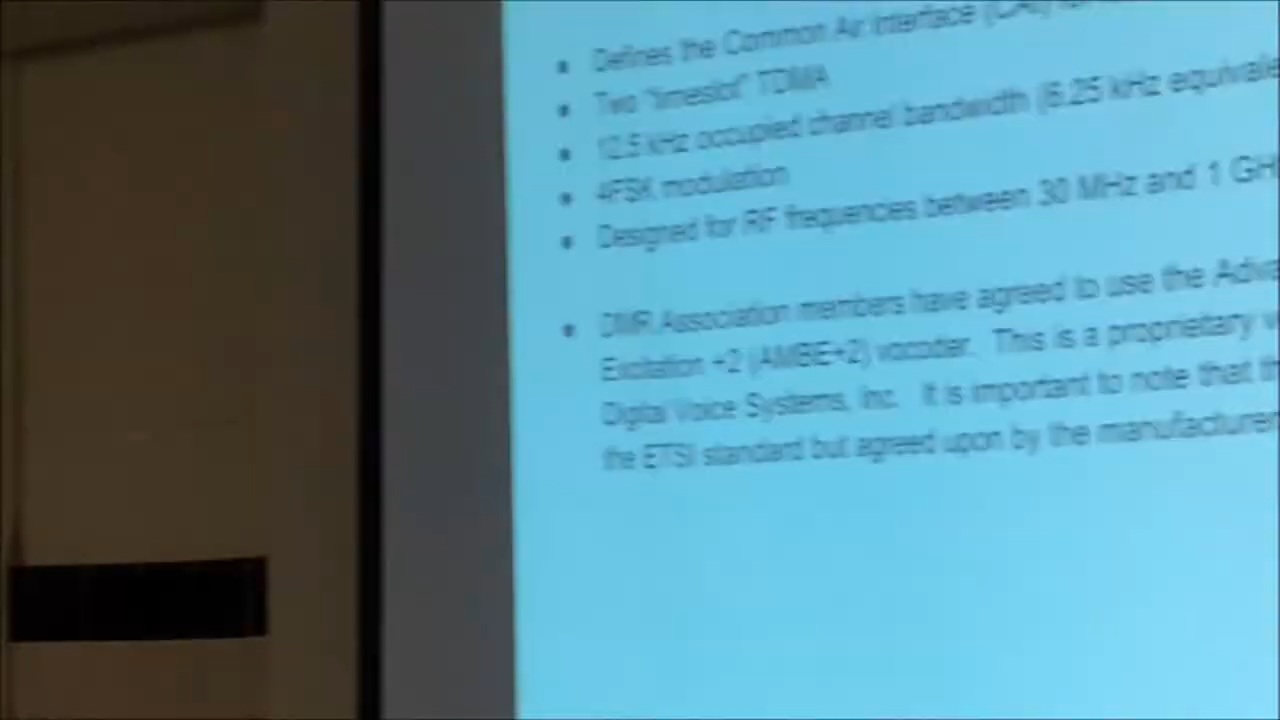 Defines the Common Air Interface (CAI)
Two "timeslot" TDMA
12.5 kHz occupied channel bandwidth (6.25 kHz equivale
4FSK modulation
Designed for RF frequencies between 30 MHz and 1 GH
DMR Association members have agreed to use the Adva
Excitation +2 (AMBE+2) vocoder. This is a proprietary v
Digital Voice Systems, Inc. It is important to note that th
the ETSI standard but agreed upon by the manufacturer